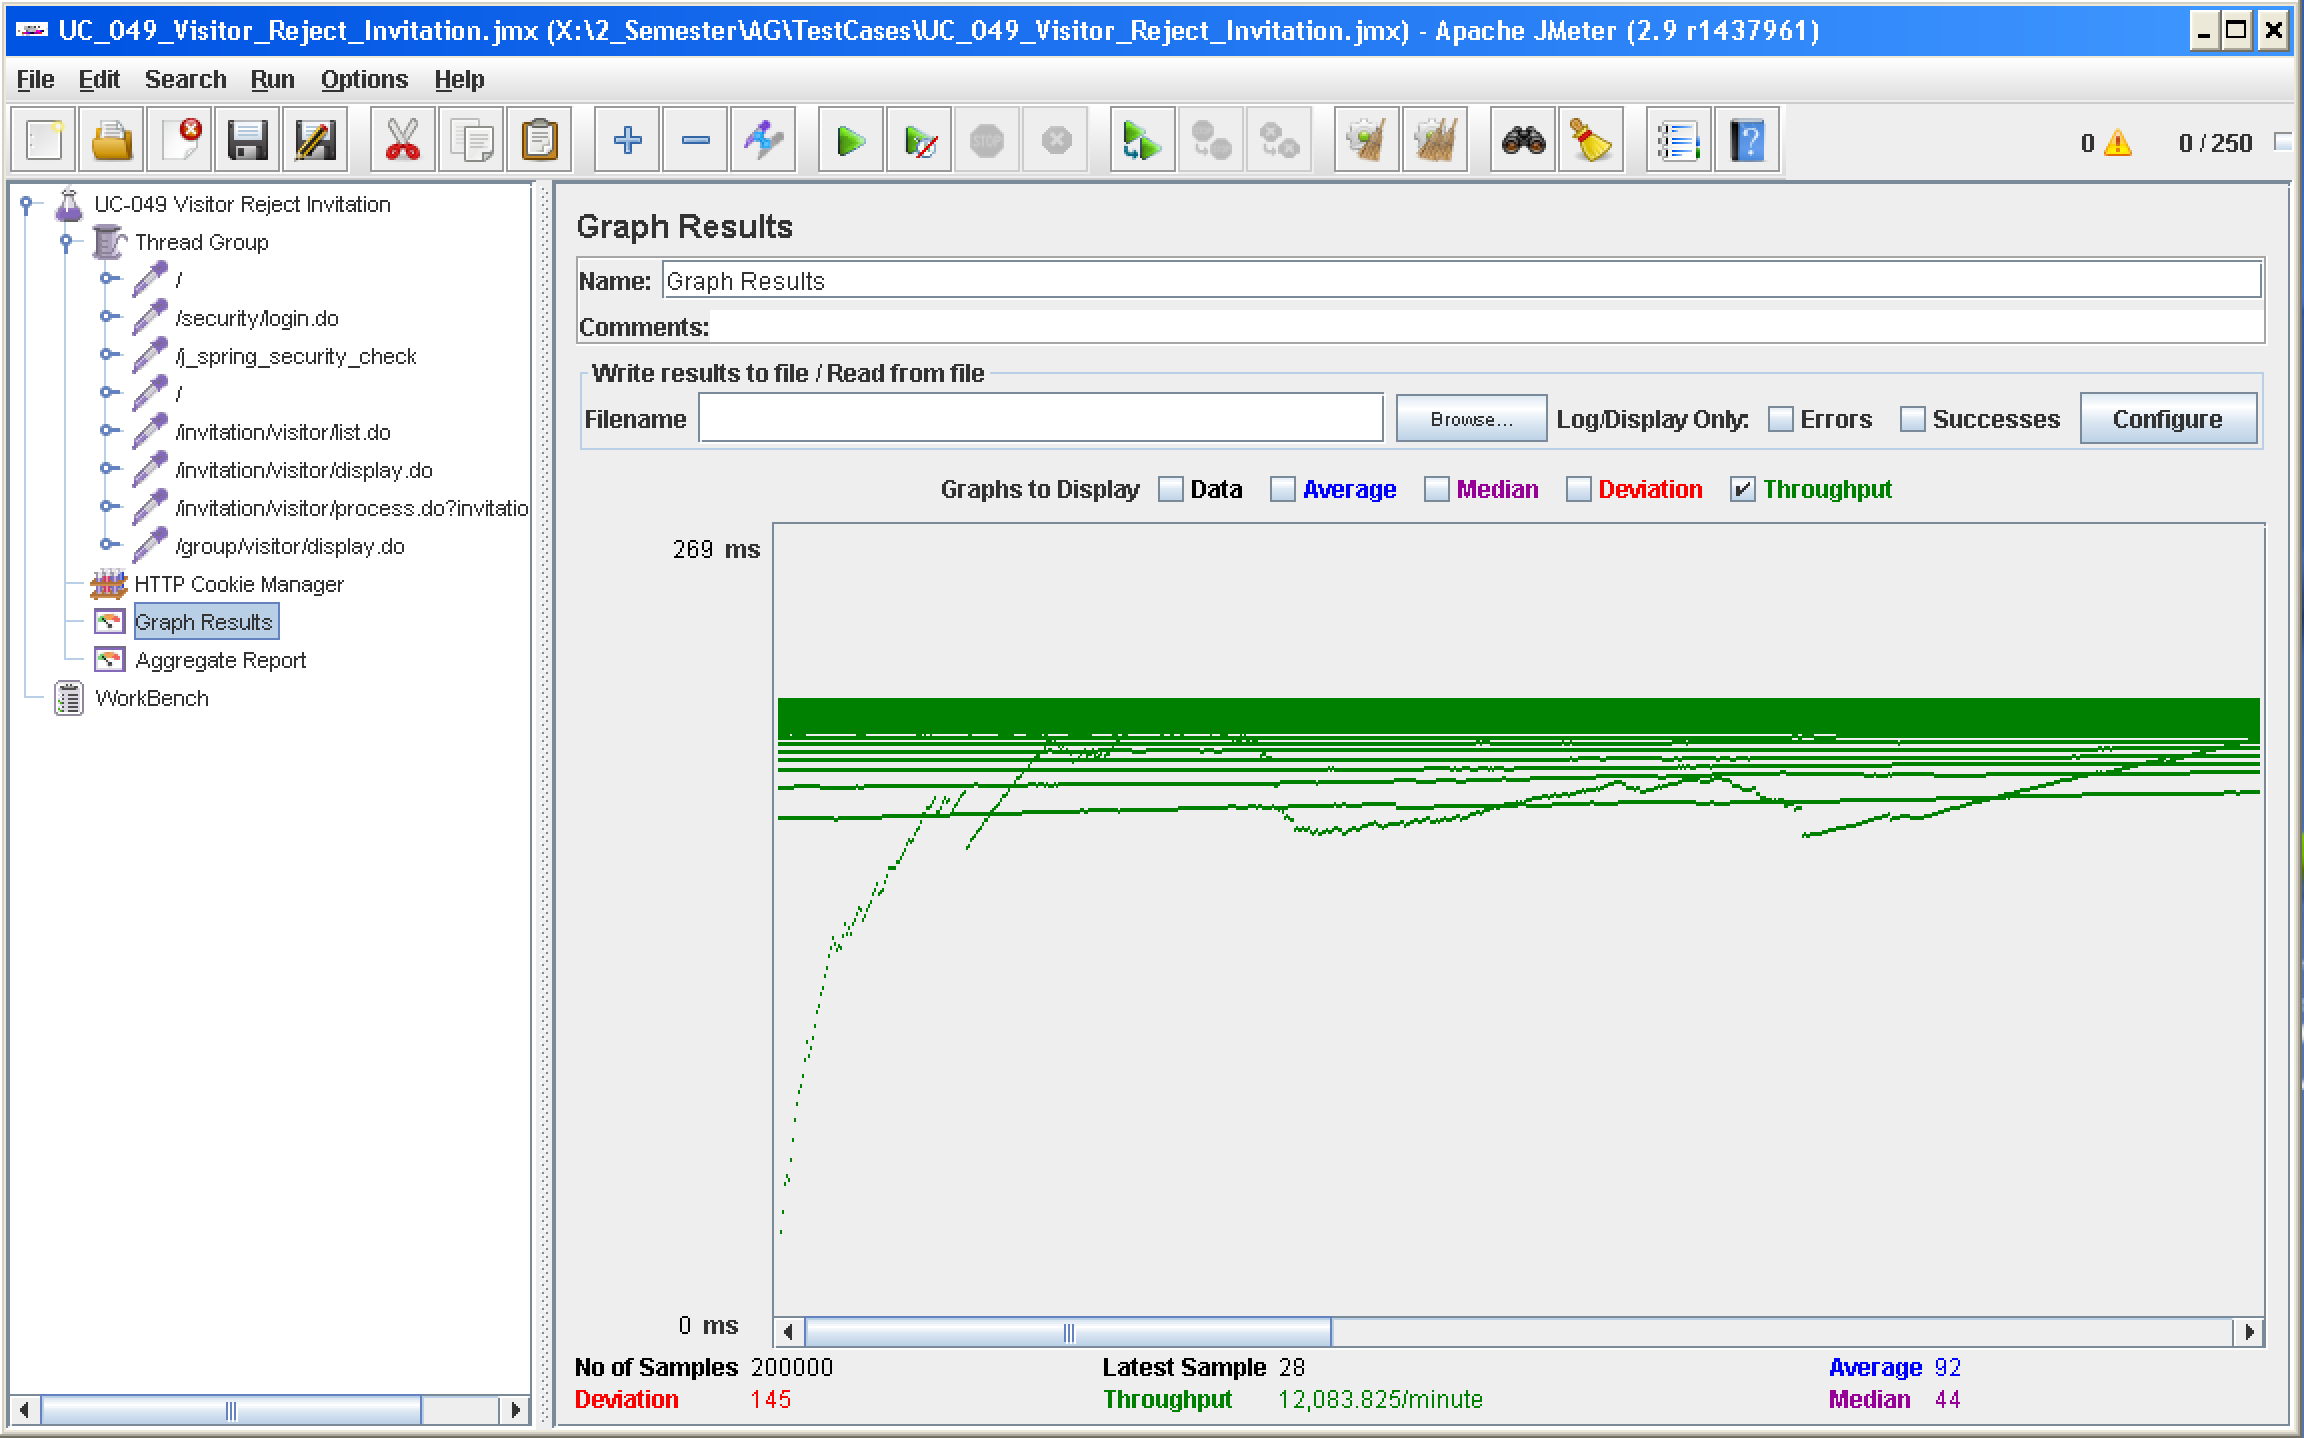 UC_049_Visitor_Reject_Invitation.jmx (X:\2_Semester\AG\TestCases\UC_049_Visitor_Reject_Invitation.jmx) - Apache JMeter (2.9 r1437961)
File Edit Search Run Options Help
STOP
0 0 / 250
UC-049 Visitor Reject Invitation
Thread Group
/
/security/login.do
/j_spring_security_check
/
/invitation/visitor/list.do
/invitation/visitor/display.do
/invitation/visitor/process.do?invitatio
/group/visitor/display.do
HTTP Cookie Manager
Graph Results
Aggregate Report
WorkBench
Graph Results
Name: Graph Results
Comments:
Write results to file / Read from file
Filename Browse... Log/Display Only: Errors Successes Configure
Graphs to Display Data Average Median Deviation Throughput
269 ms
0 ms
No of Samples 200000 Latest Sample 28 Average 92
Deviation 145 Throughput 12,083.825/minute Median 44